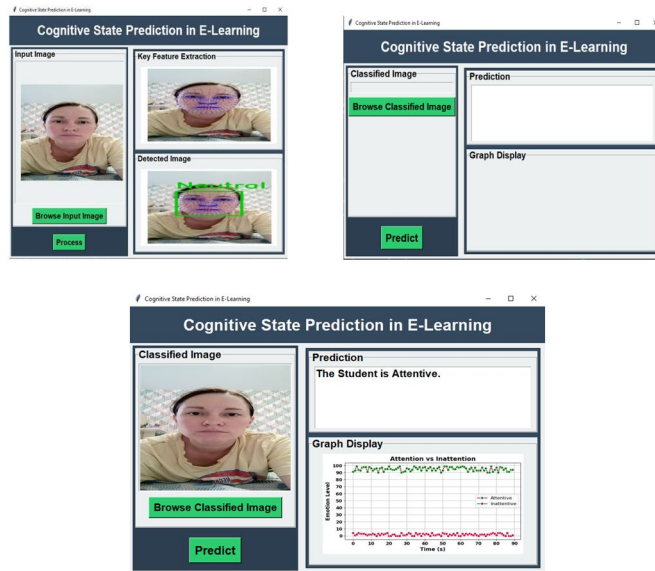 Cognitive State Prediction in E-Learning
Cognitive State Prediction in E-Learning
Input Image
Key Feature Extraction
Detected Image
Neutral
Browse Input Image
Process
Cognitive State Prediction in E-Learning
Cognitive State Prediction in E-Learning
Classified Image
Browse Classified Image
Predict
Prediction
Graph Display
Cognitive State Prediction in E-Learning
Cognitive State Prediction in E-Learning
Classified Image
Browse Classified Image
Predict
Prediction
The Student is Attentive.
Graph Display
Attention vs Inattention
Emotion Level
100
90
80
70
60
50
40
30
20
10
0
Attentive
Inattentive
0 10 20 30 40 50 60 70 80 90
Time (s)